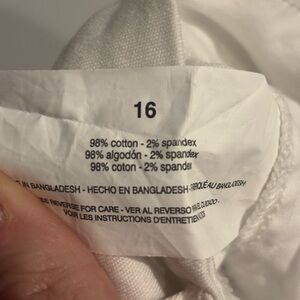 16
98% cotton - 2% spandex
98% algodón - 2% spandex
98% coton - 2% spandex
IN BANGLADESH - HECHO EN BANGLADESH - BANGLADESH
REVERSE FOR CARE - VER AL REVERSO
VOIR LES INSTRUCTIONS D'ENTRETIEN